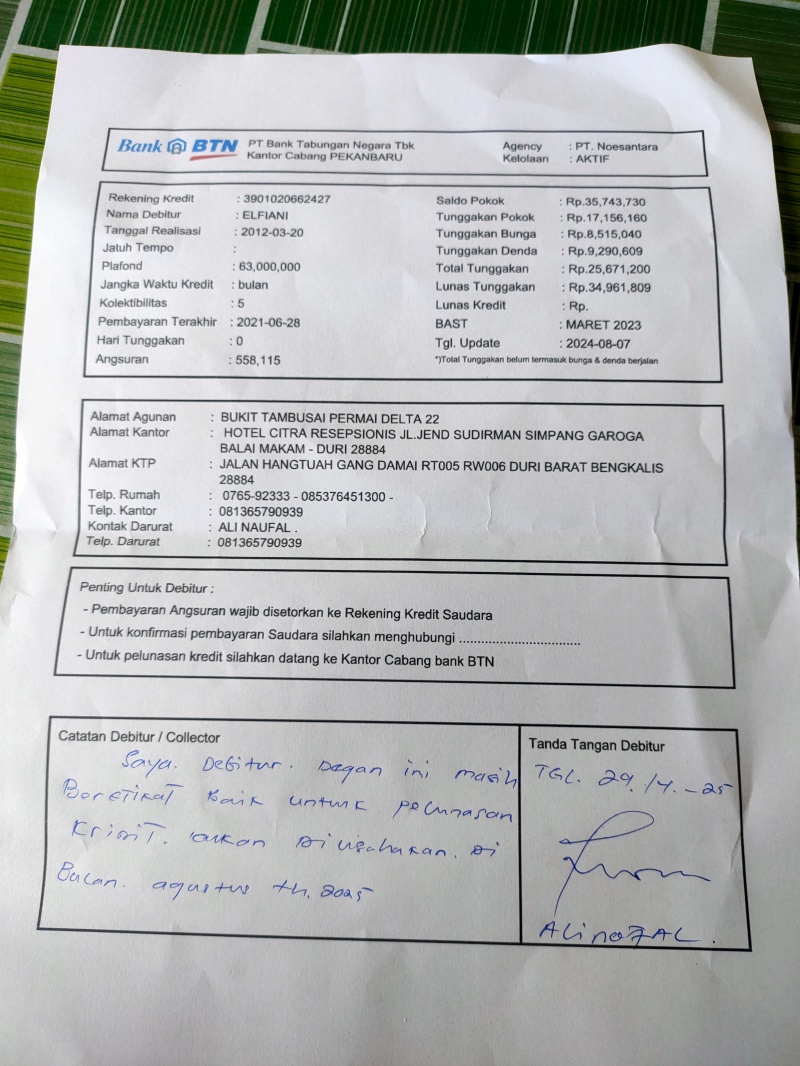 Bank BTN PT Bank Tabungan Negara Tbk
Kantor Cabang PEKANBARU
Agency : PT. Noesantara
Kelolaan : AKTIF
Rekening Kredit : 3901020662427
Nama Debitur : ELFIANI
Tanggal Realisasi : 2012-03-20
Jatuh Tempo :
Plafond : 63,000,000
Jangka Waktu Kredit : bulan
Kolektibilitas : 5
Pembayaran Terakhir : 2021-06-28
Hari Tunggakan : 0
Angsuran : 558,115
Saldo Pokok : Rp.35,743,730
Tunggakan Pokok : Rp.17,156,160
Tunggakan Bunga : Rp.8,515,040
Tunggakan Denda : Rp.9,290,609
Total Tunggakan : Rp.25,671,200
Lunas Tunggakan : Rp.34,961,809
Lunas Kredit : Rp.
BAST : MARET 2023
Tgl. Update : 2024-08-07
*)Total Tunggakan belum termasuk bunga & denda berjalan
Alamat Agunan : BUKIT TAMBUSAI PERMAI DELTA 22
Alamat Kantor : HOTEL CITRA RESEPSIONIS JL.JEND SUDIRMAN SIMPANG GAROGA
BALAI MAKAM - DURI 28884
Alamat KTP : JALAN HANGTUAH GANG DAMAI RT005 RW006 DURI BARAT BENGKALIS
28884
Telp. Rumah : 0765-92333 - 085376451300 -
Telp. Kantor : 081365790939
Kontak Darurat : ALI NAUFAL .
Telp. Darurat : 081365790939
Penting Untuk Debitur :
- Pembayaran Angsuran wajib disetorkan ke Rekening Kredit Saudara
- Untuk konfirmasi pembayaran Saudara silahkan menghubungi ................................
- Untuk pelunasan kredit silahkan datang ke Kantor Cabang bank BTN
Catatan Debitur / Collector
Saya. Debitur. Degan ini masih
Beretikat Baik untuk pelunasan
Kridit. akan Di usahakan. Di
Bulan. agustus th. 2025
Tanda Tangan Debitur
TGL. 29./4.-25
ALi nofAL.